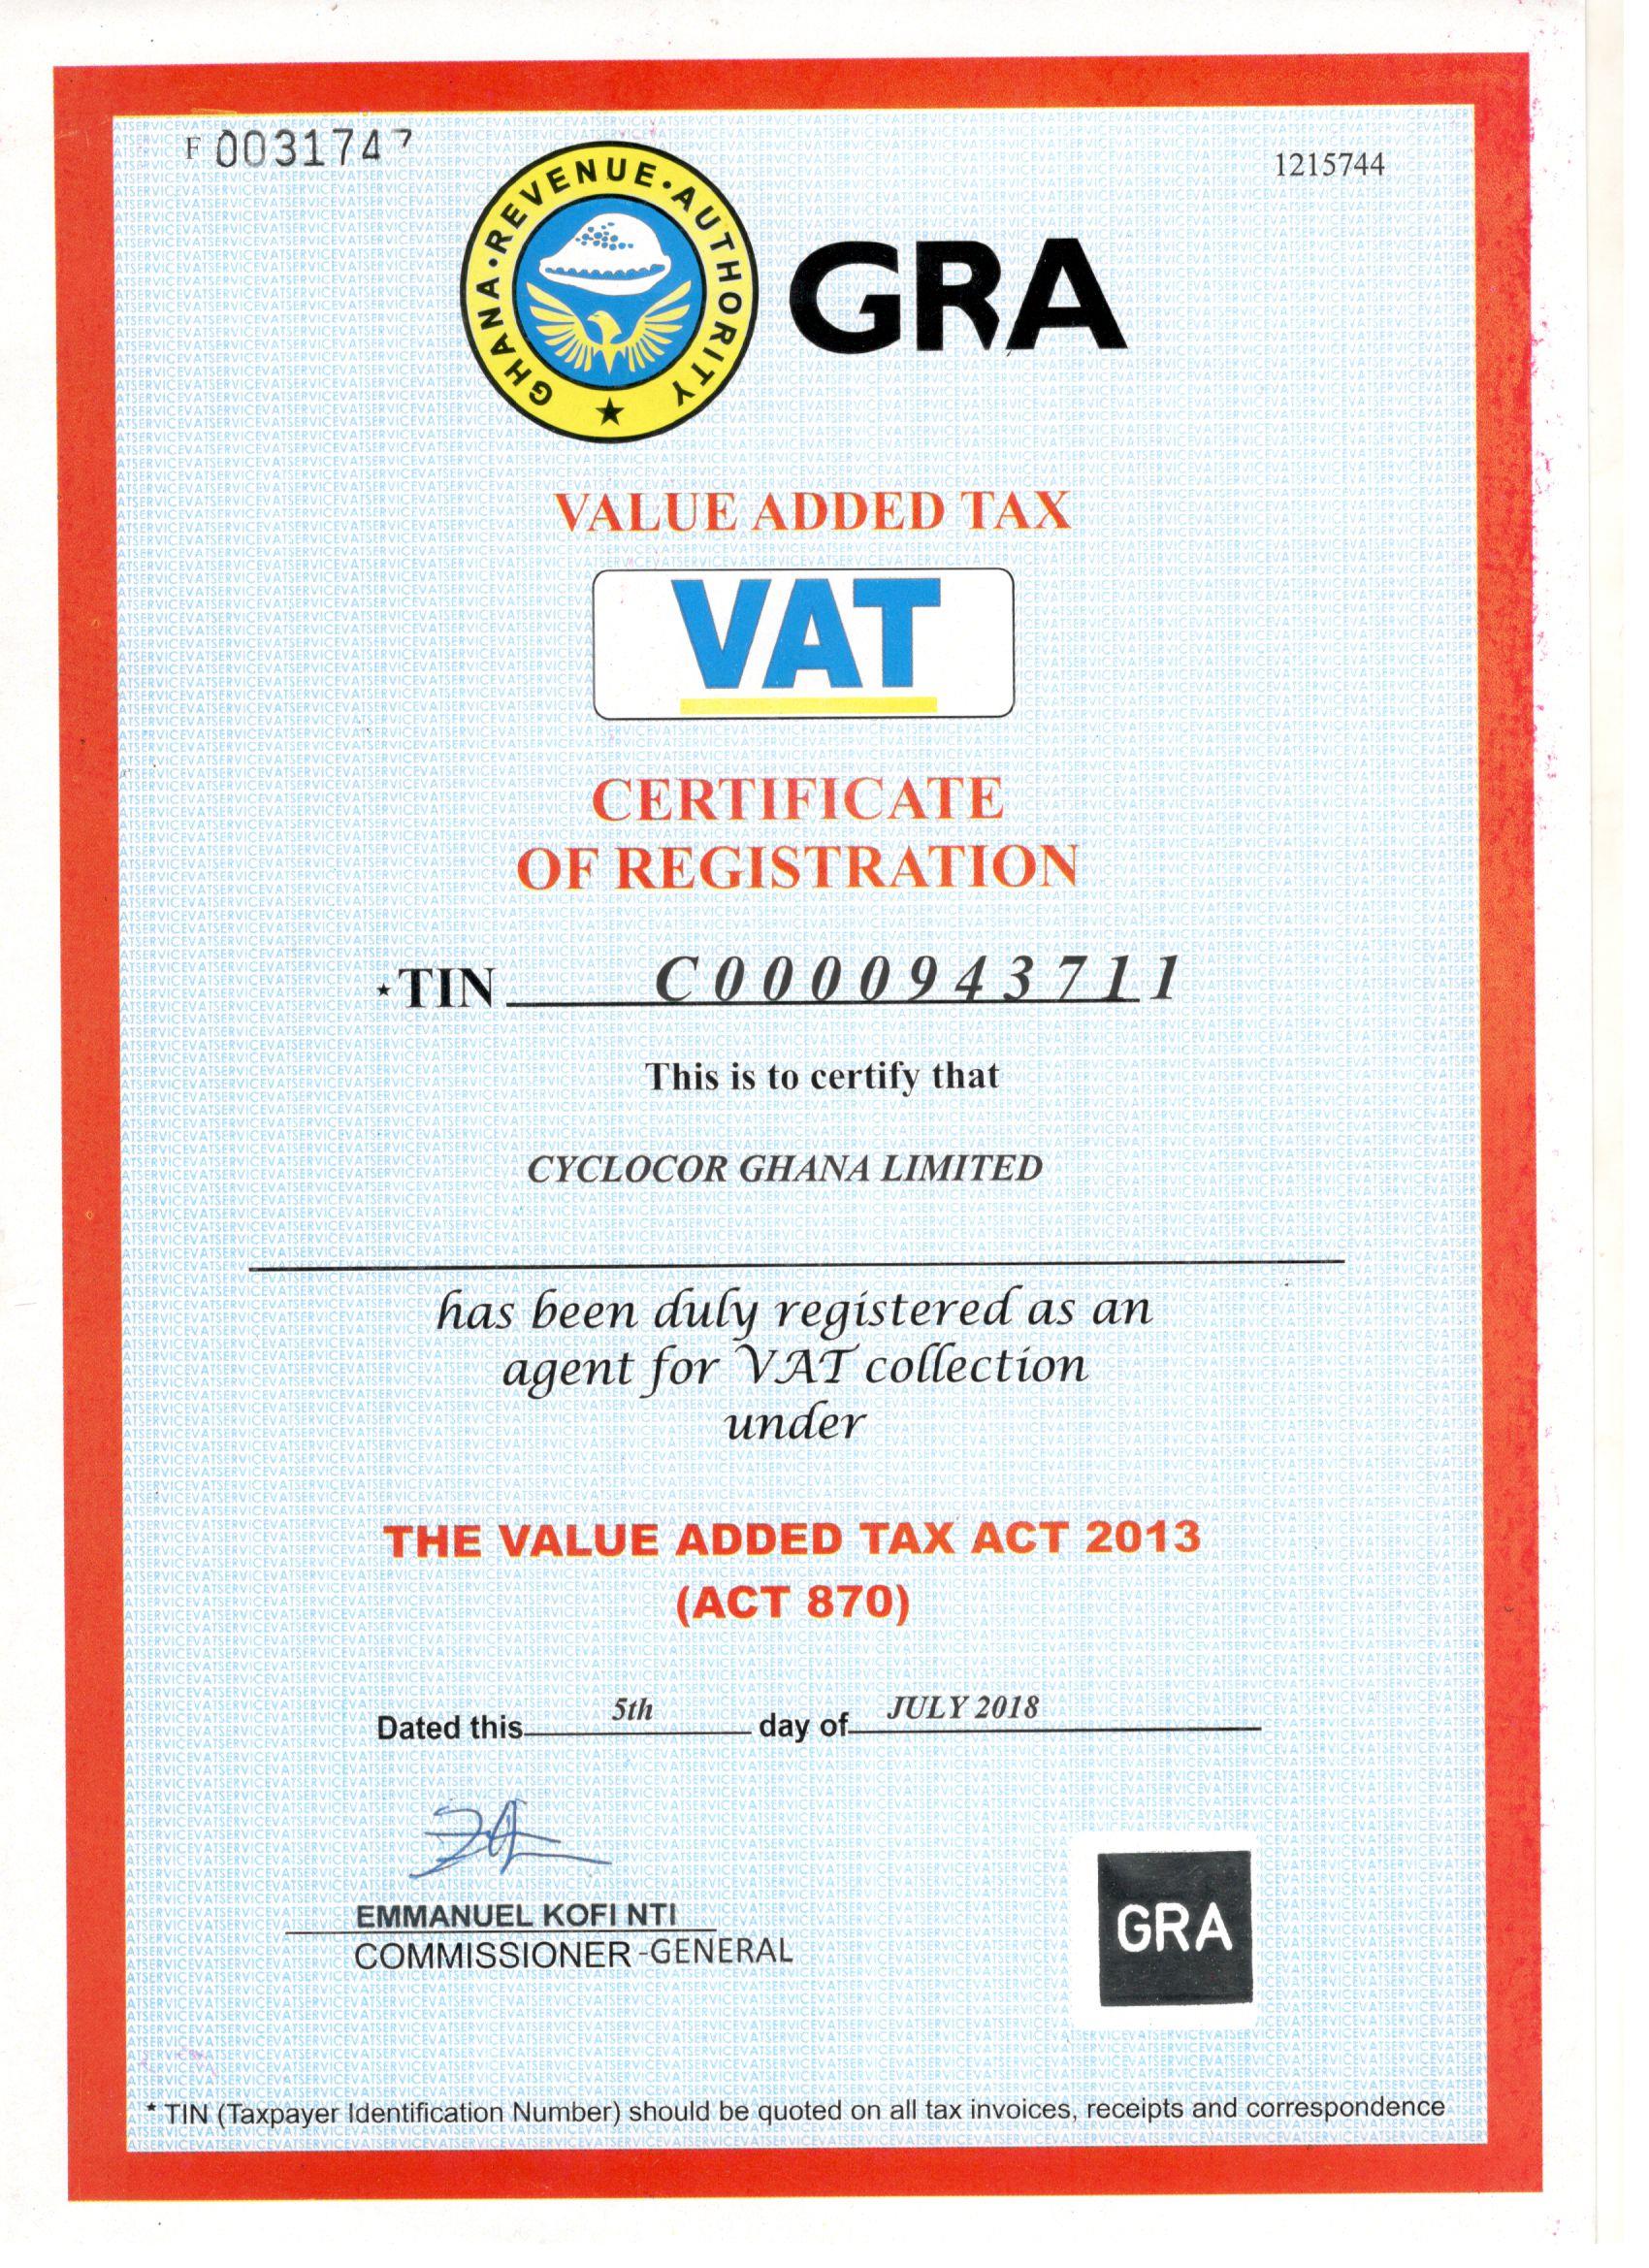 F 0031747
1215744
GHANA • REVENUE • AUTHORITY
GRA
VALUE ADDED TAX
VAT
CERTIFICATE
OF REGISTRATION
*TIN C0000943711
This is to certify that
CYCLOCOR GHANA LIMITED
has been duly registered as an
agent for VAT collection
under
THE VALUE ADDED TAX ACT 2013
(ACT 870)
Dated this 5th day of JULY 2018
EMMANUEL KOFI NTI
COMMISSIONER-GENERAL
GRA
* TIN (Taxpayer Identification Number) should be quoted on all tax invoices, receipts and correspondence